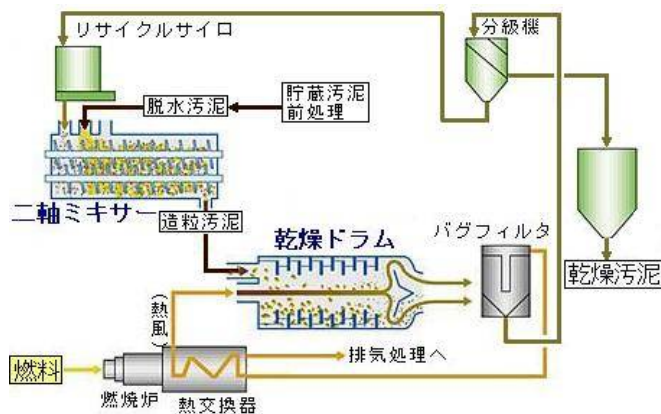 リサイクルサイロ
分級機
脱水汚泥
貯蔵汚泥
前処理
二軸ミキサー
造粒汚泥
乾燥ドラム
バグフィルタ
乾燥汚泥
(熱風)
排気処理へ
燃料
燃焼炉
熱交換器